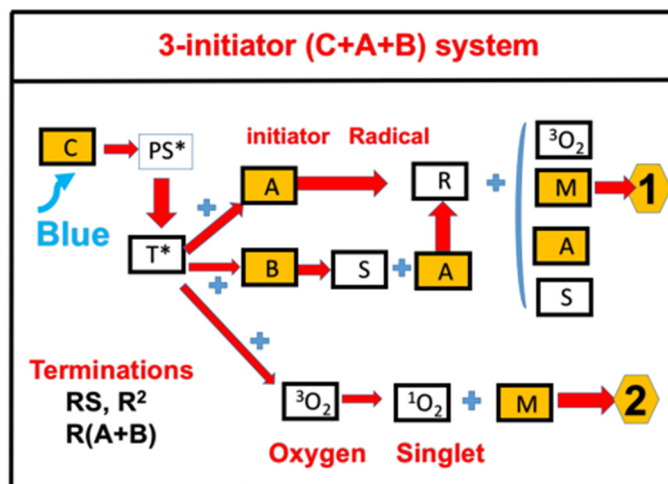 3-initiator (C+A+B) system
initiator Radical
C
PS*
³O₂
A
R
M
1
Blue
T*
B
S
A
A
S
Terminations
RS, R²
R(A+B)
³O₂
¹O₂
M
2
Oxygen Singlet